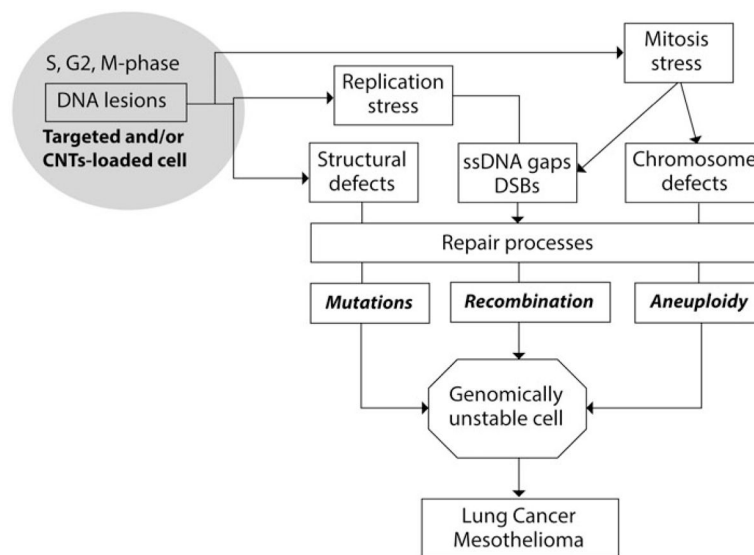 S, G2, M-phase
DNA lesions
Targeted and/or
CNTs-loaded cell
Replication
stress
Mitosis
stress
Structural
defects
ssDNA gaps
DSBs
Chromosome
defects
Repair processes
Mutations
Recombination
Aneuploidy
Genomically
unstable cell
Lung Cancer
Mesothelioma